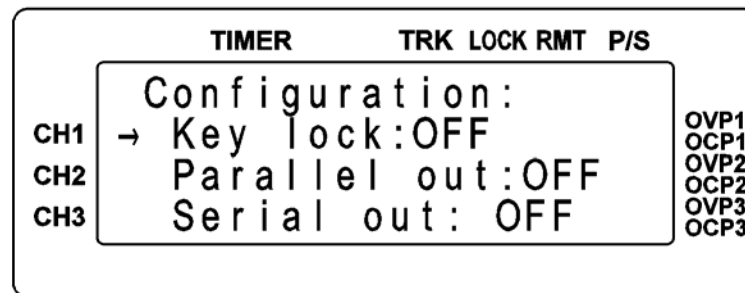 TIMER TRK LOCK RMT P/S
Configuration:
CH1 → Key lock:OFF OVP1
OCP1
CH2 Parallel out:OFF OVP2
OCP2
CH3 Serial out: OFF OVP3
OCP3